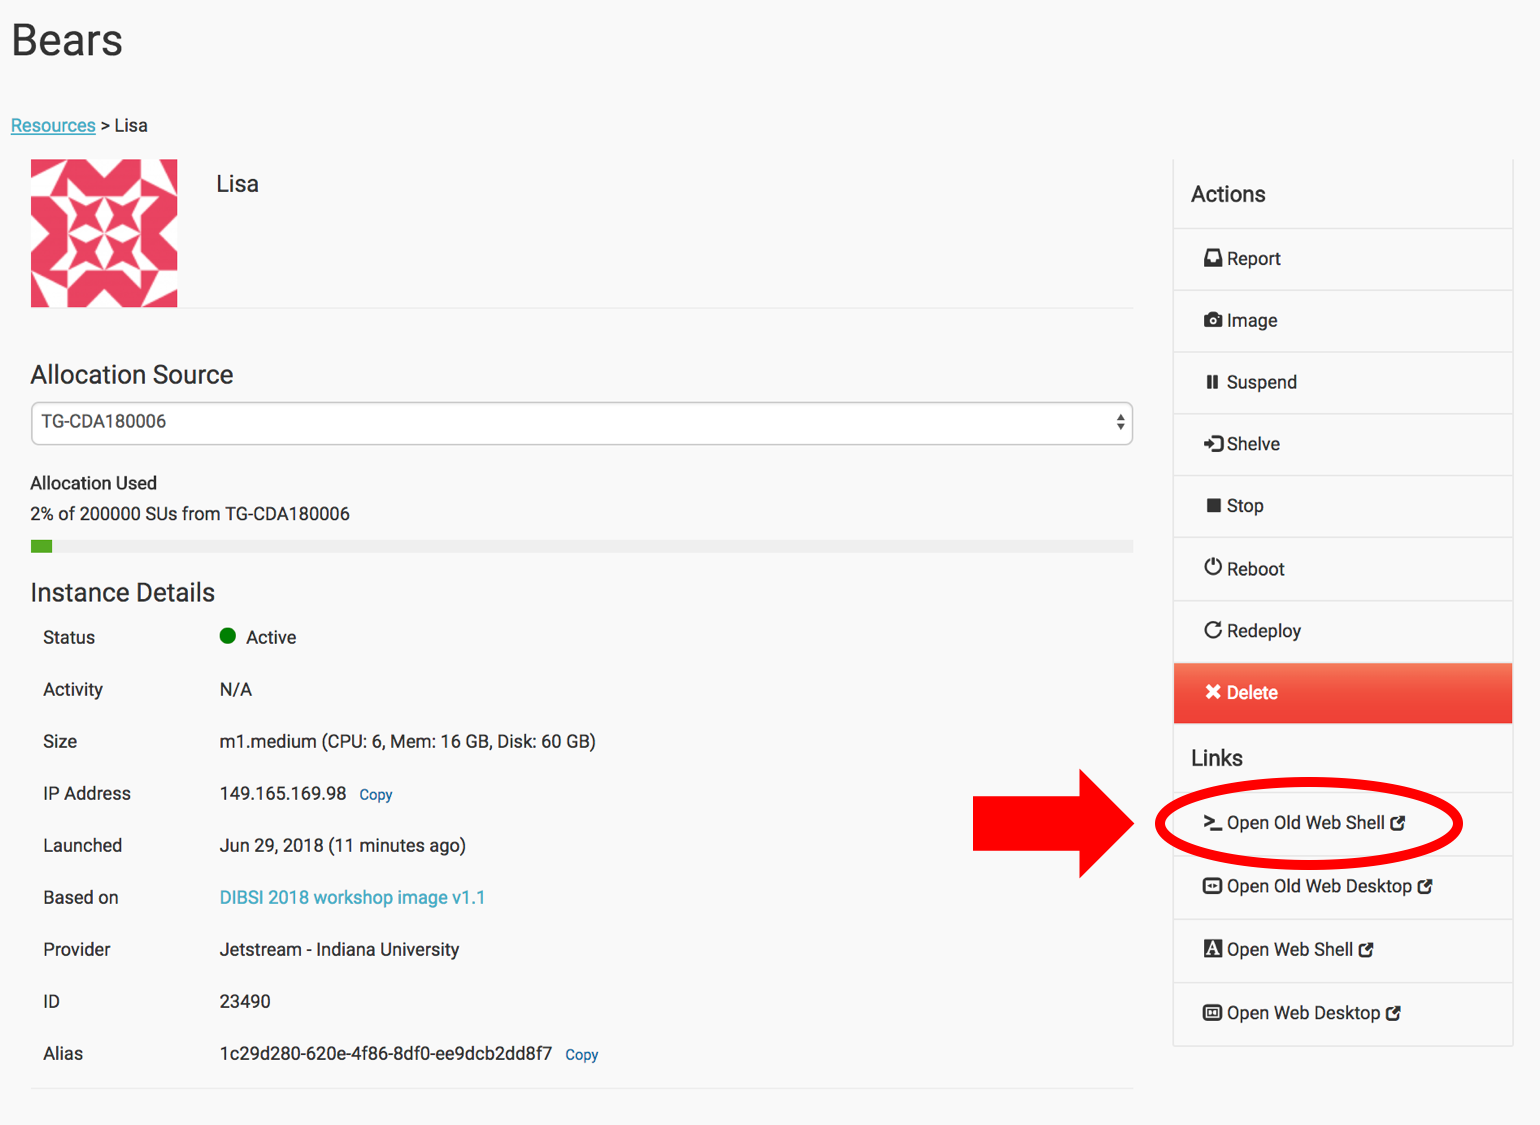 Bears
Resources > Lisa
Lisa
Allocation Source
TG-CDA180006
Allocation Used
2% of 200000 SUs from TG-CDA180006
Instance Details
Status Active
Activity N/A
Size m1.medium (CPU: 6, Mem: 16 GB, Disk: 60 GB)
IP Address 149.165.169.98 Copy
Launched Jun 29, 2018 (11 minutes ago)
Based on DIBSI 2018 workshop image v1.1
Provider Jetstream - Indiana University
ID 23490
Alias 1c29d280-620e-4f86-8df0-ee9dcb2dd8f7 Copy
Actions
Report
Image
Suspend
Shelve
Stop
Reboot
Redeploy
Delete
Links
Open Old Web Shell
Open Old Web Desktop
Open Web Shell
Open Web Desktop